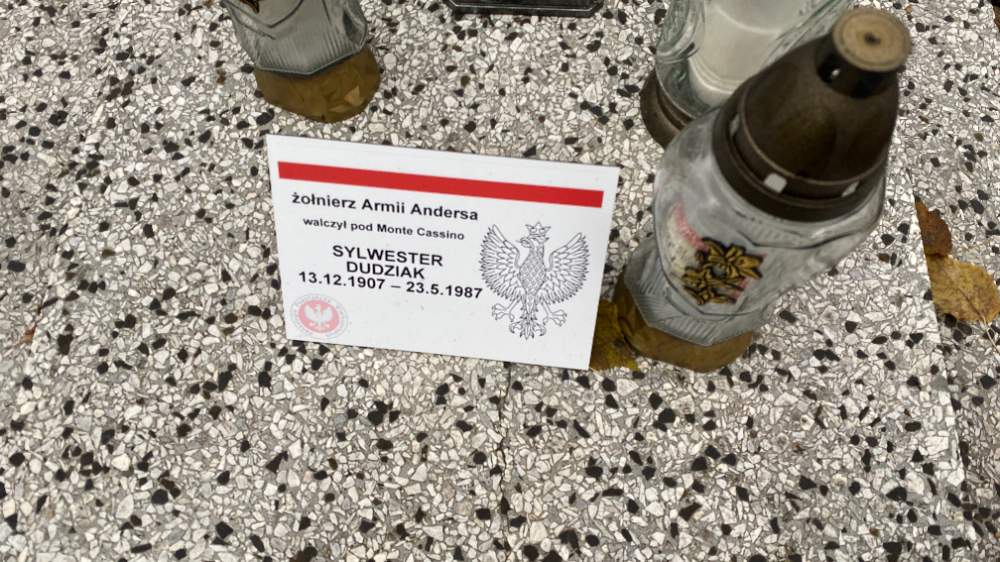 żołnierz Armii Andersa
walczył pod Monte Cassino
SYLWESTER
DUDZIAK
13.12.1907 – 23.5.1987